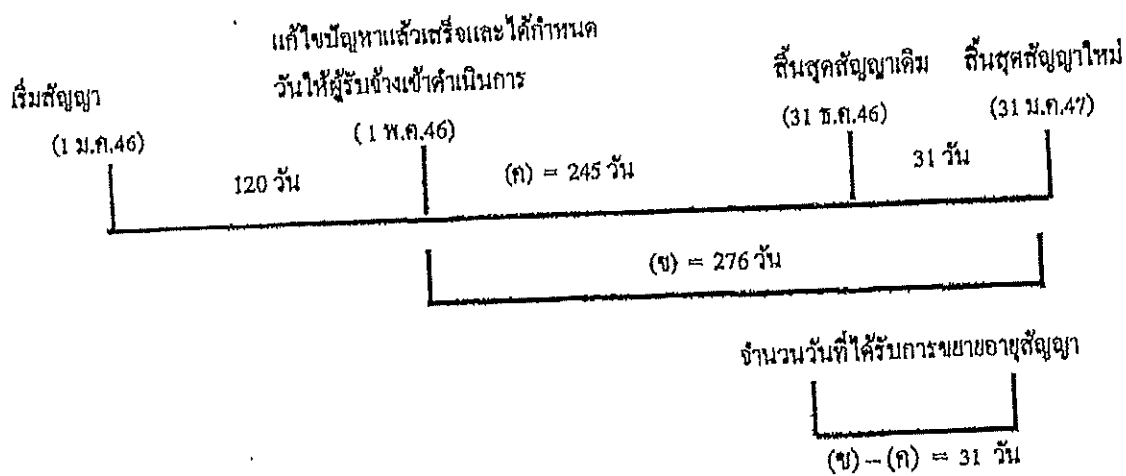 แก้ไขปัญหาแล้วเสร็จและได้กำหนด
วันให้ผู้รับจ้างเข้าดำเนินการ
เริ่มสัญญา
(1 ม.ค.46)
(1 พ.ค.46)
สิ้นสุดสัญญาเดิม
(31 ธ.ค.46)
สิ้นสุดสัญญาใหม่
(31 ม.ค.47)
120 วัน
(ค) = 245 วัน
31 วัน
(ข) = 276 วัน
จำนวนวันที่ได้รับการขยายอายุสัญญา
(ข) – (ค) = 31 วัน